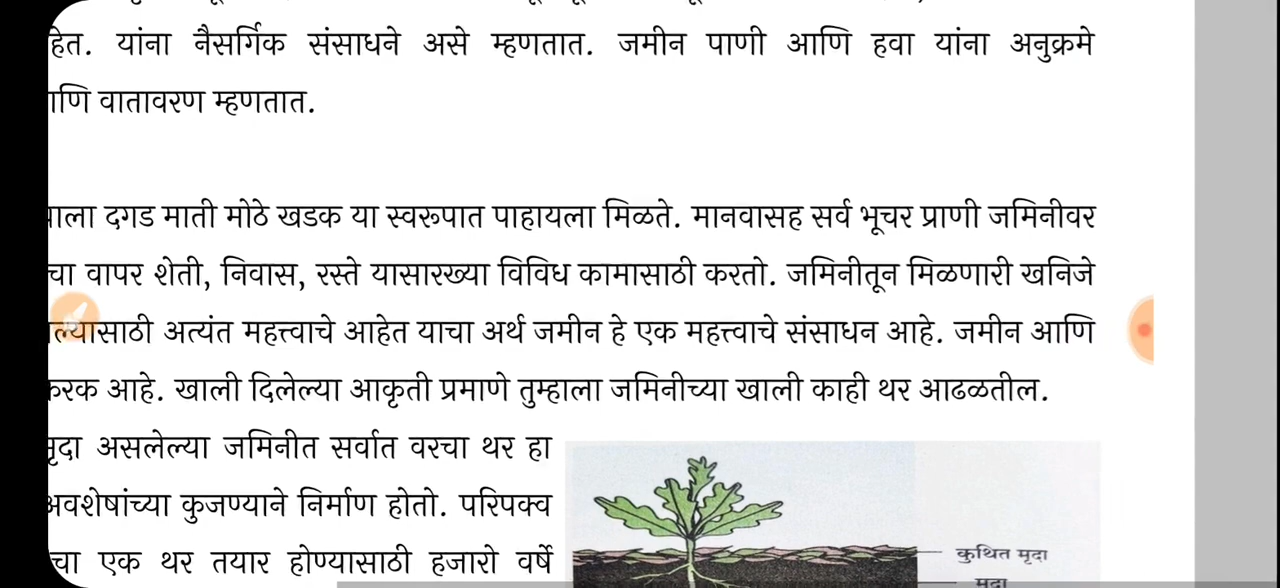 यांना नैसर्गिक संसाधने असे म्हणतात. जमीन पाणी आणि हवा यांना अनुक्रमे
वातावरण म्हणतात.
दगड माती मोठे खडक या स्वरूपात पाहायला मिळते. मानवासह सर्व भूचर प्राणी जमिनीवर
वापर शेती, निवास, रस्ते यासारख्या विविध कामासाठी करतो. जमिनीतून मिळणारी खनिजे
अत्यंत महत्त्वाचे आहेत याचा अर्थ जमीन हे एक महत्त्वाचे संसाधन आहे. जमीन आणि
आहे. खाली दिलेल्या आकृती प्रमाणे तुम्हाला जमिनीच्या खाली काही थर आढळतील.
असलेल्या जमिनीत सर्वात वरचा थर हा
कुजण्याने निर्माण होतो. परिपक्व
एक थर तयार होण्यासाठी हजारो वर्षे
कुथित मृदा
मृदा